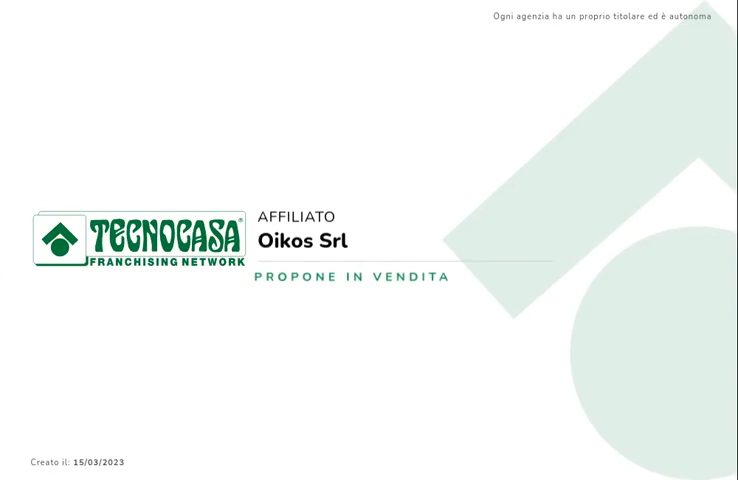 Ogni agenzia ha un proprio titolare ed è autonoma
TECNOCASA®
FRANCHISING NETWORK
AFFILIATO
Oikos Srl
PROPONE IN VENDITA
Creato il: 15/03/2023